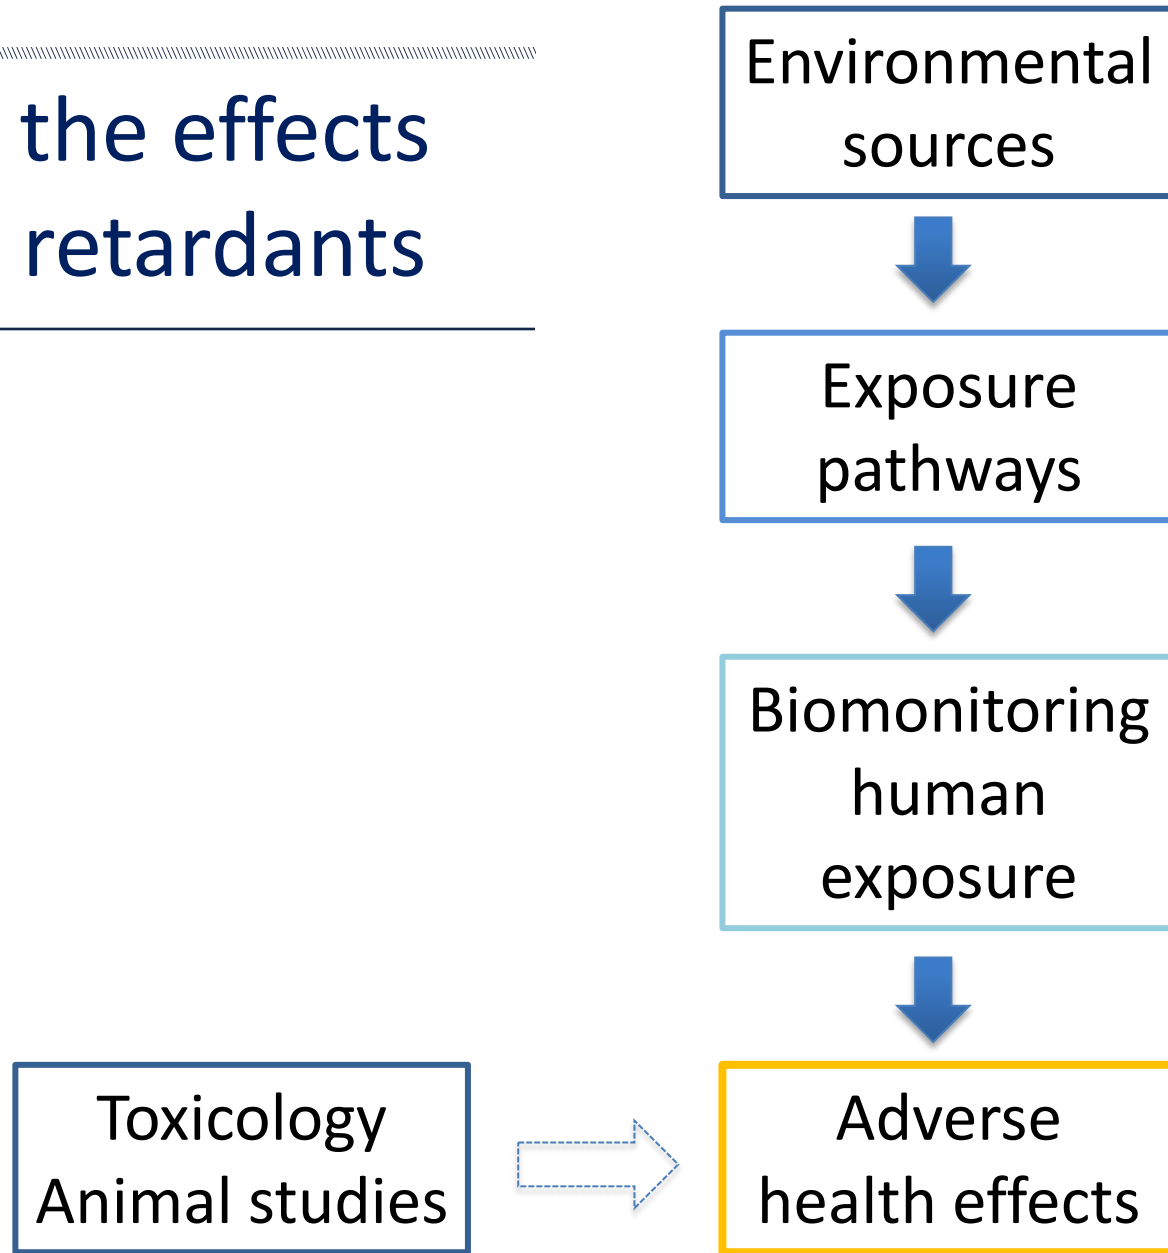 the effects
retardants
Environmental
sources
Exposure
pathways
Biomonitoring
human
exposure
Toxicology
Animal studies
Adverse
health effects